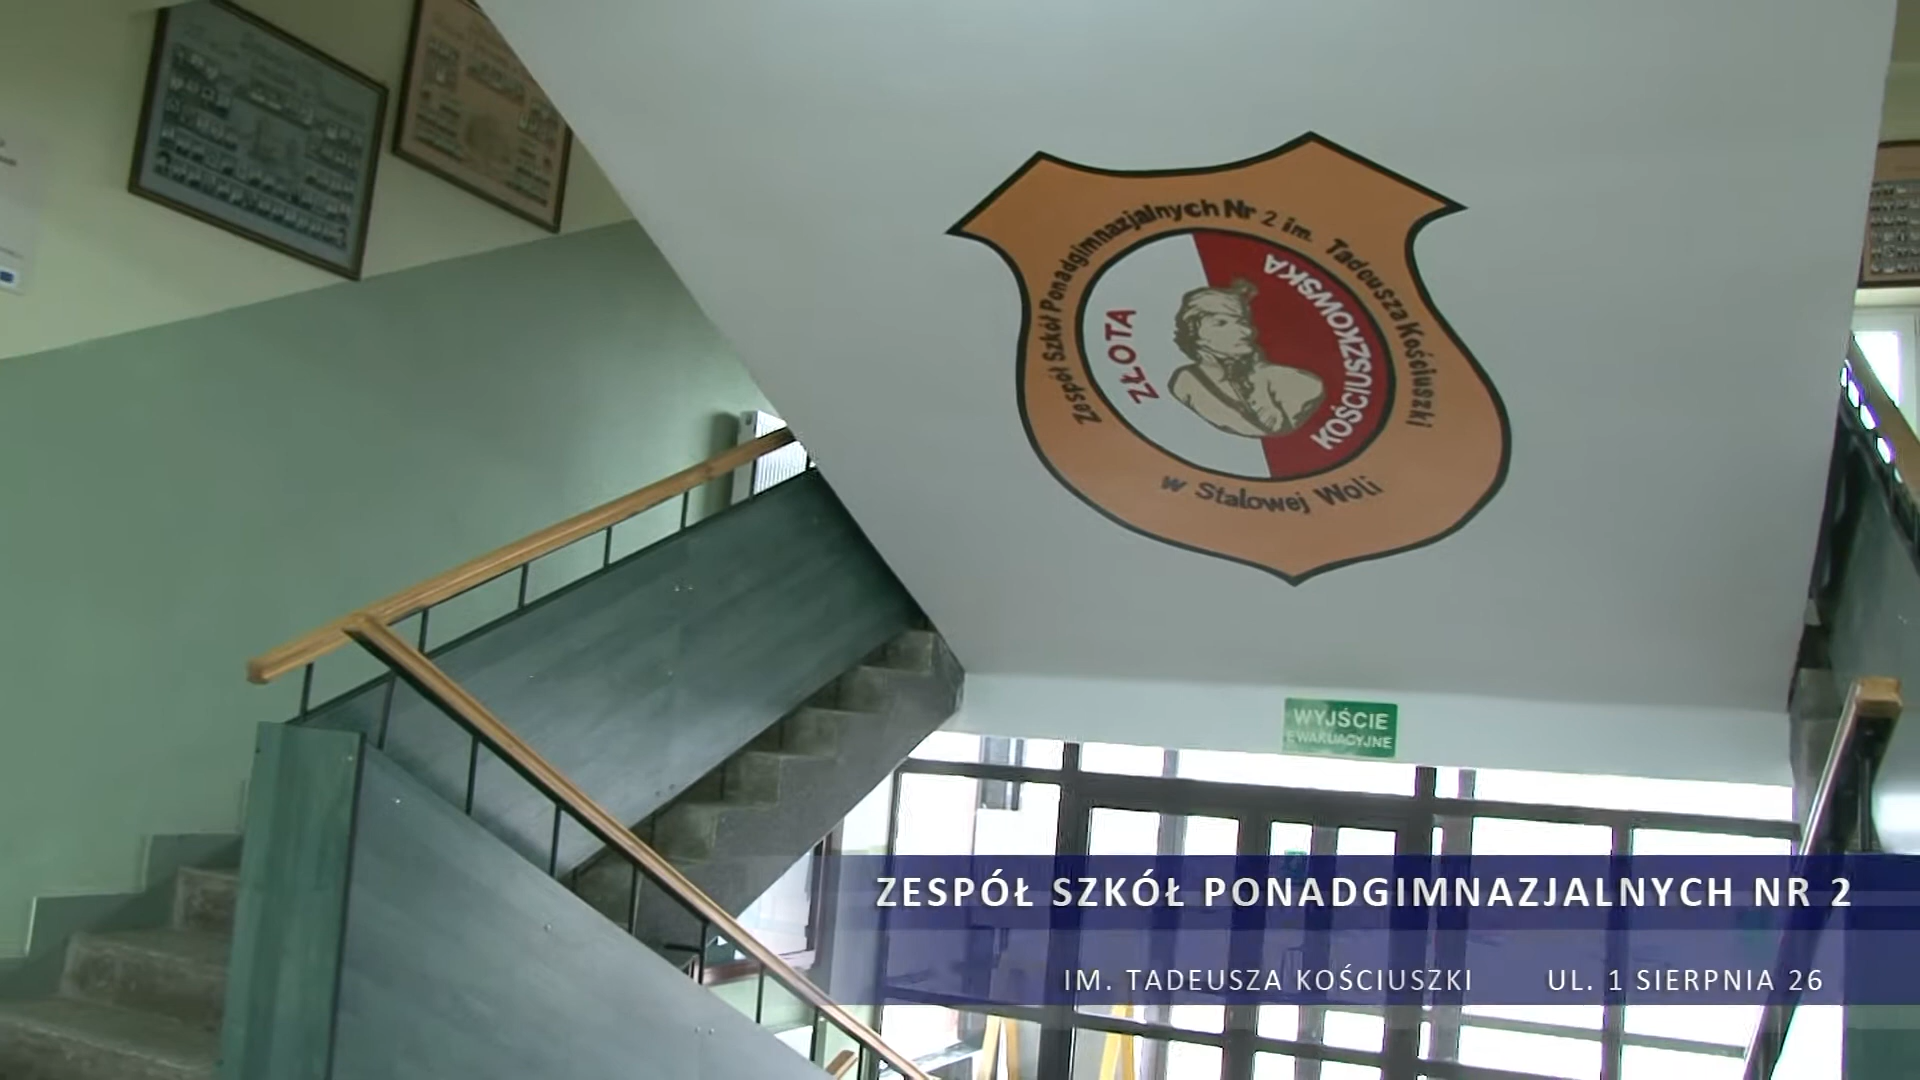 Zespół Szkół Ponadgimnazjalnych Nr 2 im. Tadeusza Kościuszki
ZŁOTA
KOŚCIUSZKOWSKA
w Stalowej Woli
WYJŚCIE
EWAKUACYJNE
ZESPÓŁ SZKÓŁ PONADGIMNAZJALNYCH NR 2
IM. TADEUSZA KOŚCIUSZKI UL. 1 SIERPNIA 26